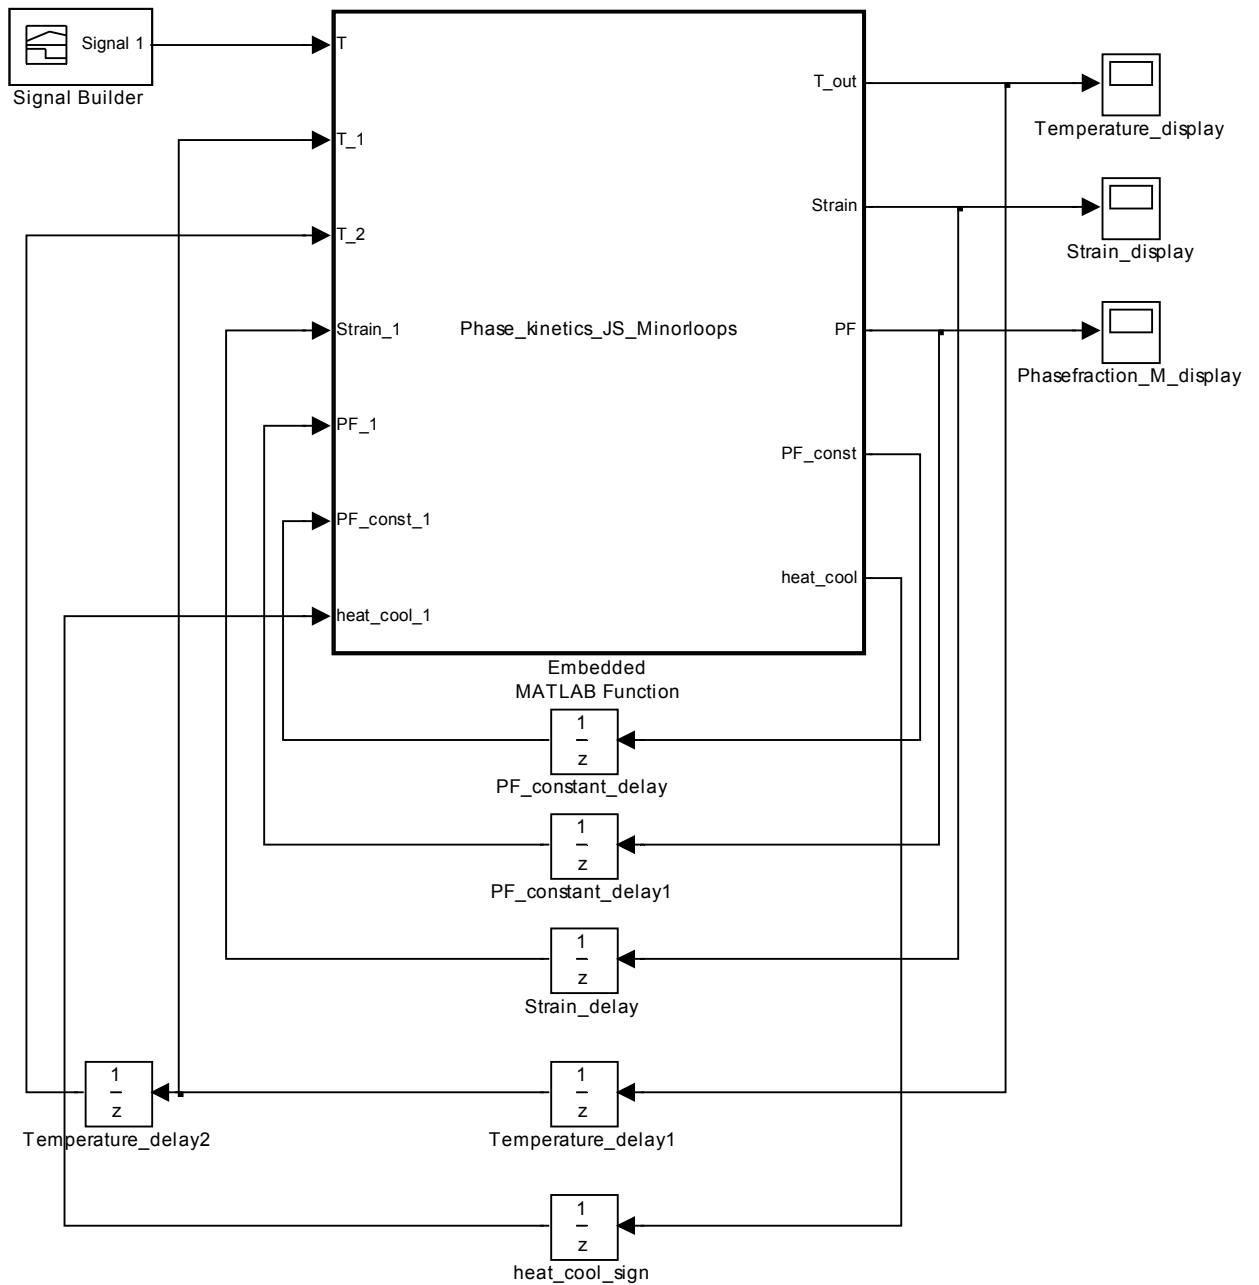 Signal 1
Signal Builder
T
T_1
T_2
Strain_1
PF_1
PF_const_1
heat_cool_1
Phase_kinetics_JS_Minorloops
T_out
Strain
PF
PF_const
heat_cool
Temperature_display
Strain_display
Phasefraction_M_display
Embedded
MATLAB Function
1
z
PF_constant_delay
1
z
PF_constant_delay1
1
z
Strain_delay
1
z
Temperature_delay2
1
z
Temperature_delay1
1
z
heat_cool_sign